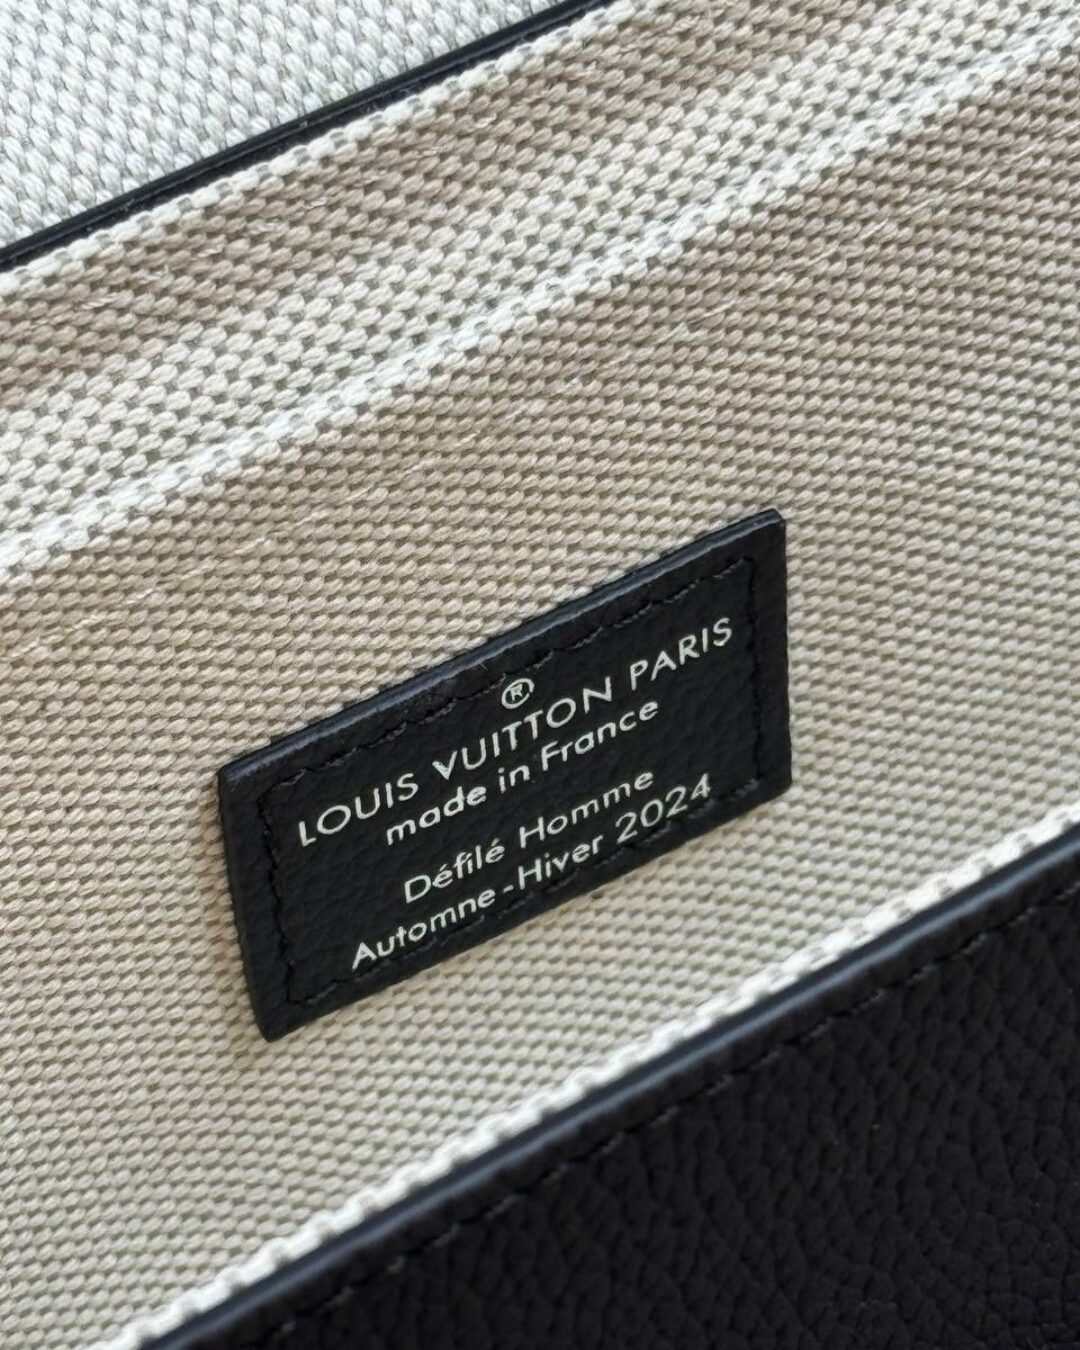 ®
LOUIS VUITTON PARIS
made in France
Défilé Homme
Automne-Hiver 2024